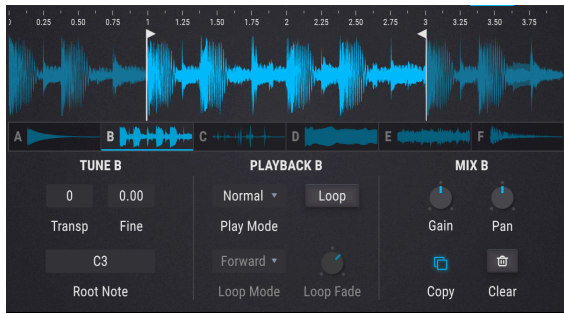 0 0.25 0.50 0.75 1 1.25 1.50 1.75 2 2.25 2.50 2.75 3 3.25 3.50 3.75
A B C D E F
TUNE B PLAYBACK B MIX B
0 0.00 Normal Loop
Transp Fine Play Mode Gain Pan
C3 Forward
Root Note Loop Mode Loop Fade Copy Clear